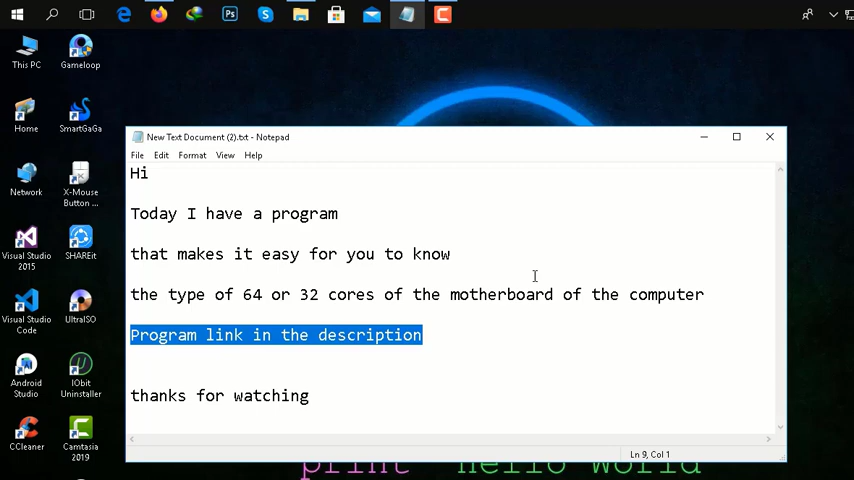 This PC
Gameloop
Home
SmartGaGa
Network
X-Mouse
Button ...
Visual Studio
2015
SHAREit
Visual Studio
Code
UltraISO
Android
Studio
IObit
Uninstaller
CCleaner
Camtasia
2019
New Text Document (2).txt - Notepad
File Edit Format View Help
Hi
Today I have a program
that makes it easy for you to know
the type of 64 or 32 cores of the motherboard of the computer
Program link in the description
thanks for watching
Ln 9, Col 1
print "Hello World